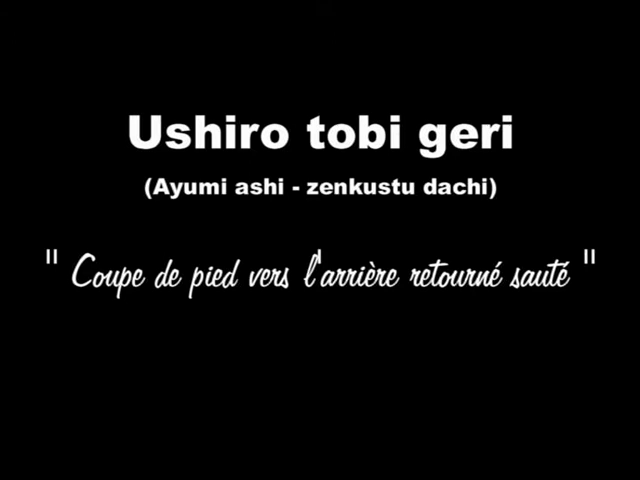 Ushiro tobi geri
(Ayumi ashi - zenkustu dachi)
" Coupe de pied vers l'arrière retourné sauté "